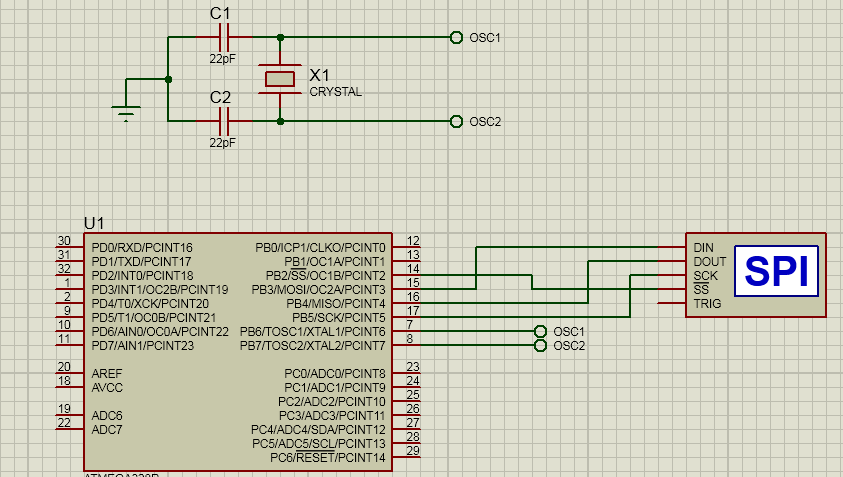 C1
22pF
OSC1
X1
CRYSTAL
C2
22pF
OSC2
U1
30 PD0/RXD/PCINT16 PB0/ICP1/CLKO/PCINT0 12
31 PD1/TXD/PCINT17 PB1/OC1A/PCINT1 13
32 PD2/INT0/PCINT18 PB2/SS/OC1B/PCINT2 14
1 PD3/INT1/OC2B/PCINT19 PB3/MOSI/OC2A/PCINT3 15
2 PD4/T0/XCK/PCINT20 PB4/MISO/PCINT4 16
9 PD5/T1/OC0B/PCINT21 PB5/SCK/PCINT5 17
10 PD6/AIN0/OC0A/PCINT22 PB6/TOSC1/XTAL1/PCINT6 7 OSC1
11 PD7/AIN1/PCINT23 PB7/TOSC2/XTAL2/PCINT7 8 OSC2
20 AREF PC0/ADC0/PCINT8 23
18 AVCC PC1/ADC1/PCINT9 24
PC2/ADC2/PCINT10 25
19 ADC6 PC3/ADC3/PCINT11 26
22 ADC7 PC4/ADC4/SDA/PCINT12 27
PC5/ADC5/SCL/PCINT13 28
PC6/RESET/PCINT14 29
DIN
DOUT
SCK
SS
TRIG
SPI